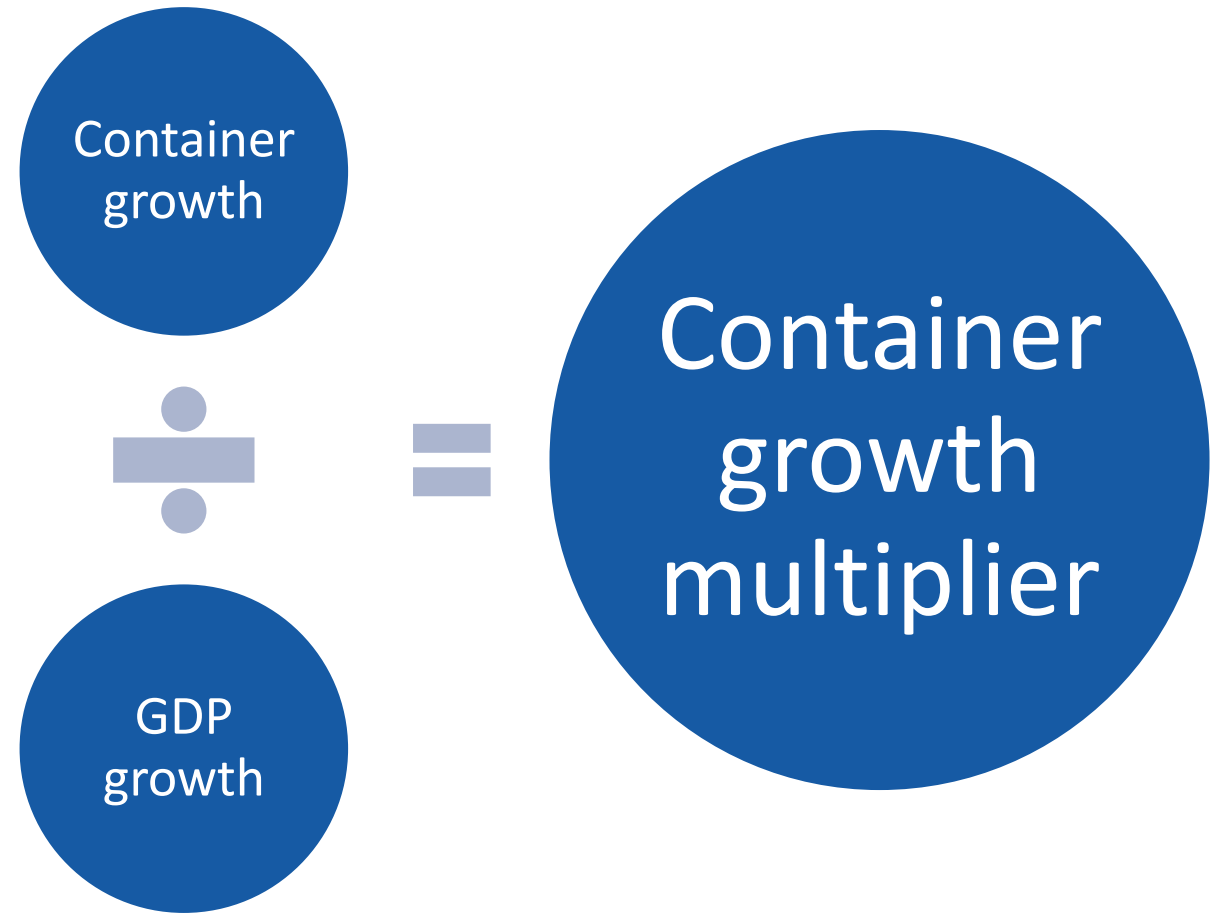 Container
growth
÷
GDP
growth
=
Container
growth
multiplier